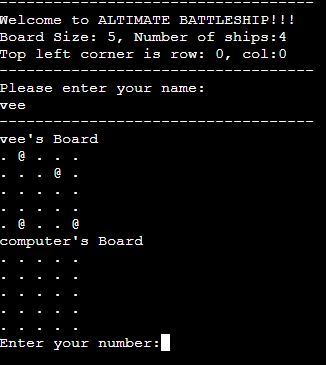 -----------------------------------
Welcome to ALTIMATE BATTLESHIP!!!
Board Size: 5, Number of ships:4
Top left corner is row: 0, col:0
-----------------------------------
Please enter your name:
vee
-----------------------------------
vee's Board
. @ . . .
. . . @ .
. . . . .
. . . . .
. @ . . @
computer's Board
. . . . .
. . . . .
. . . . .
. . . . .
. . . . .
Enter your number: